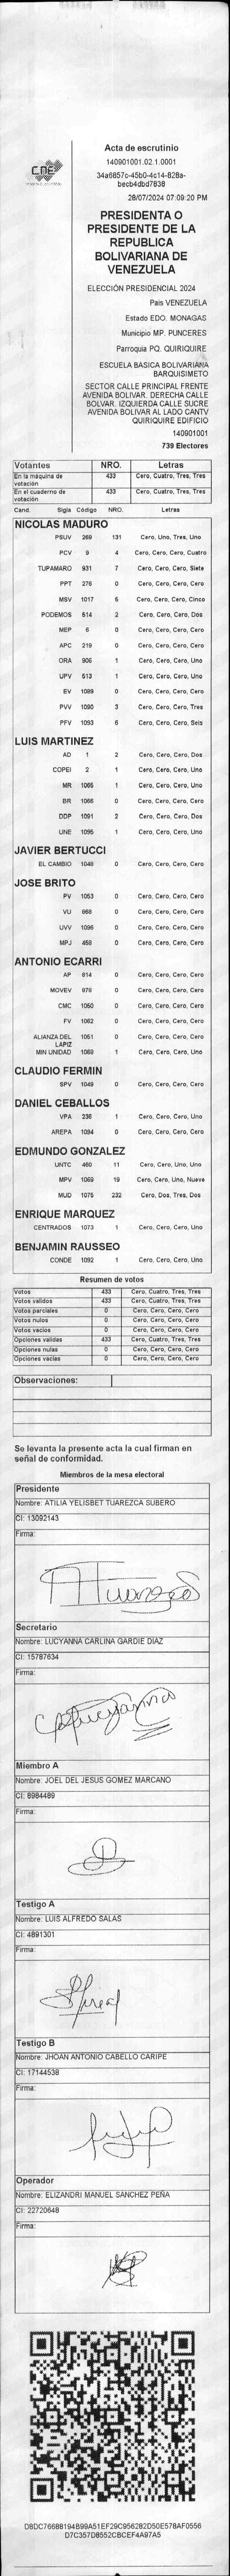 CNE
Acta de escrutinio
140901001.02.1.0001
34a6857c-45b0-4c14-828a-
becb4dbd7838
28/07/2024 07:09:20 PM
PRESIDENTA O
PRESIDENTE DE LA
REPUBLICA
BOLIVARIANA DE
VENEZUELA
ELECCIÓN PRESIDENCIAL 2024
Pais VENEZUELA
Estado EDO. MONAGAS
Municipio MP. PUNCERES
Parroquia PQ. QUIRIQUIRE
ESCUELA BASICA BOLIVARIANA
BARQUISIMETO
SECTOR CALLE PRINCIPAL FRENTE
AVENIDA BOLIVAR. DERECHA CALLE
BOLVAR. IZQUIERDA CALLE SUCRE
AVENIDA BOLIVAR AL LADO CANTV
QUIRIQUIRE EDIFICIO
140901001
739 Electores
Votantes NRO. Letras
En la máquina de votación 433 Cero, Cuatro, Tres, Tres
En el cuaderno de votación 433 Cero, Cuatro, Tres, Tres
Cand. Sigla Código NRO. Letras
NICOLAS MADURO
PSUV 269 131 Cero, Uno, Tres, Uno
PCV 9 4 Cero, Cero, Cero, Cuatro
TUPAMARO 931 7 Cero, Cero, Cero, Siete
PPT 276 0 Cero, Cero, Cero, Cero
MSV 1017 5 Cero, Cero, Cero, Cinco
PODEMOS 514 2 Cero, Cero, Cero, Dos
MEP 6 0 Cero, Cero, Cero, Cero
APC 219 0 Cero, Cero, Cero, Cero
ORA 906 1 Cero, Cero, Cero, Uno
UPV 513 1 Cero, Cero, Cero, Uno
EV 1089 0 Cero, Cero, Cero, Cero
PVV 1090 3 Cero, Cero, Cero, Tres
PFV 1093 6 Cero, Cero, Cero, Seis
LUIS MARTINEZ
AD 1 2 Cero, Cero, Cero, Dos
COPEI 2 1 Cero, Cero, Cero, Uno
MR 1065 1 Cero, Cero, Cero, Uno
BR 1066 0 Cero, Cero, Cero, Cero
DDP 1091 2 Cero, Cero, Cero, Dos
UNE 1095 1 Cero, Cero, Cero, Uno
JAVIER BERTUCCI
EL CAMBIO 1048 0 Cero, Cero, Cero, Cero
JOSE BRITO
PV 1053 0 Cero, Cero, Cero, Cero
VU 868 0 Cero, Cero, Cero, Cero
UVV 1096 0 Cero, Cero, Cero, Cero
MPJ 458 0 Cero, Cero, Cero, Cero
ANTONIO ECARRI
AP 814 0 Cero, Cero, Cero, Cero
MOVEV 978 0 Cero, Cero, Cero, Cero
CMC 1050 0 Cero, Cero, Cero, Cero
FV 1062 0 Cero, Cero, Cero, Cero
ALIANZA DEL LAPIZ 1051 0 Cero, Cero, Cero, Cero
MIN UNIDAD 1068 1 Cero, Cero, Cero, Uno
CLAUDIO FERMIN
SPV 1049 0 Cero, Cero, Cero, Cero
DANIEL CEBALLOS
VPA 236 1 Cero, Cero, Cero, Uno
AREPA 1094 0 Cero, Cero, Cero, Cero
EDMUNDO GONZALEZ
UNTC 460 11 Cero, Cero, Uno, Uno
MPV 1069 19 Cero, Cero, Uno, Nueve
MUD 1075 232 Cero, Dos, Tres, Dos
ENRIQUE MARQUEZ
CENTRADOS 1073 1 Cero, Cero, Cero, Uno
BENJAMIN RAUSSEO
CONDE 1092 1 Cero, Cero, Cero, Uno
Resumen de votos
Votos 433 Cero, Cuatro, Tres, Tres
Votos validos 433 Cero, Cuatro, Tres, Tres
Votos parciales 0 Cero, Cero, Cero, Cero
Votos nulos 0 Cero, Cero, Cero, Cero
Votos vacíos 0 Cero, Cero, Cero, Cero
Opciones validas 433 Cero, Cuatro, Tres, Tres
Opciones nulas 0 Cero, Cero, Cero, Cero
Opciones vacías 0 Cero, Cero, Cero, Cero
Observaciones:
Se levanta la presente acta la cual firman en
señal de conformidad.
Miembros de la mesa electoral
Presidente
Nombre: ATILIA YELISBET TUAREZCA SUBERO
CI: 13092143
Firma:
Secretario
Nombre: LUCYANNA CARLINA GARDIE DIAZ
CI: 15787634
Firma:
Miembro A
Nombre: JOEL DEL JESUS GOMEZ MARCANO
CI: 8984489
Firma:
Testigo A
Nombre: LUIS ALFREDO SALAS
CI: 4891301
Firma:
Testigo B
Nombre: JHOAN ANTONIO CABELLO CARIPE
CI: 17144538
Firma:
Operador
Nombre: ELIZANDRI MANUEL SANCHEZ PEÑA
CI: 22720648
Firma:
D8DC76688194B99A51EF29C956282D50E578AF0556
D7C357D8552CBCEF4A97A5